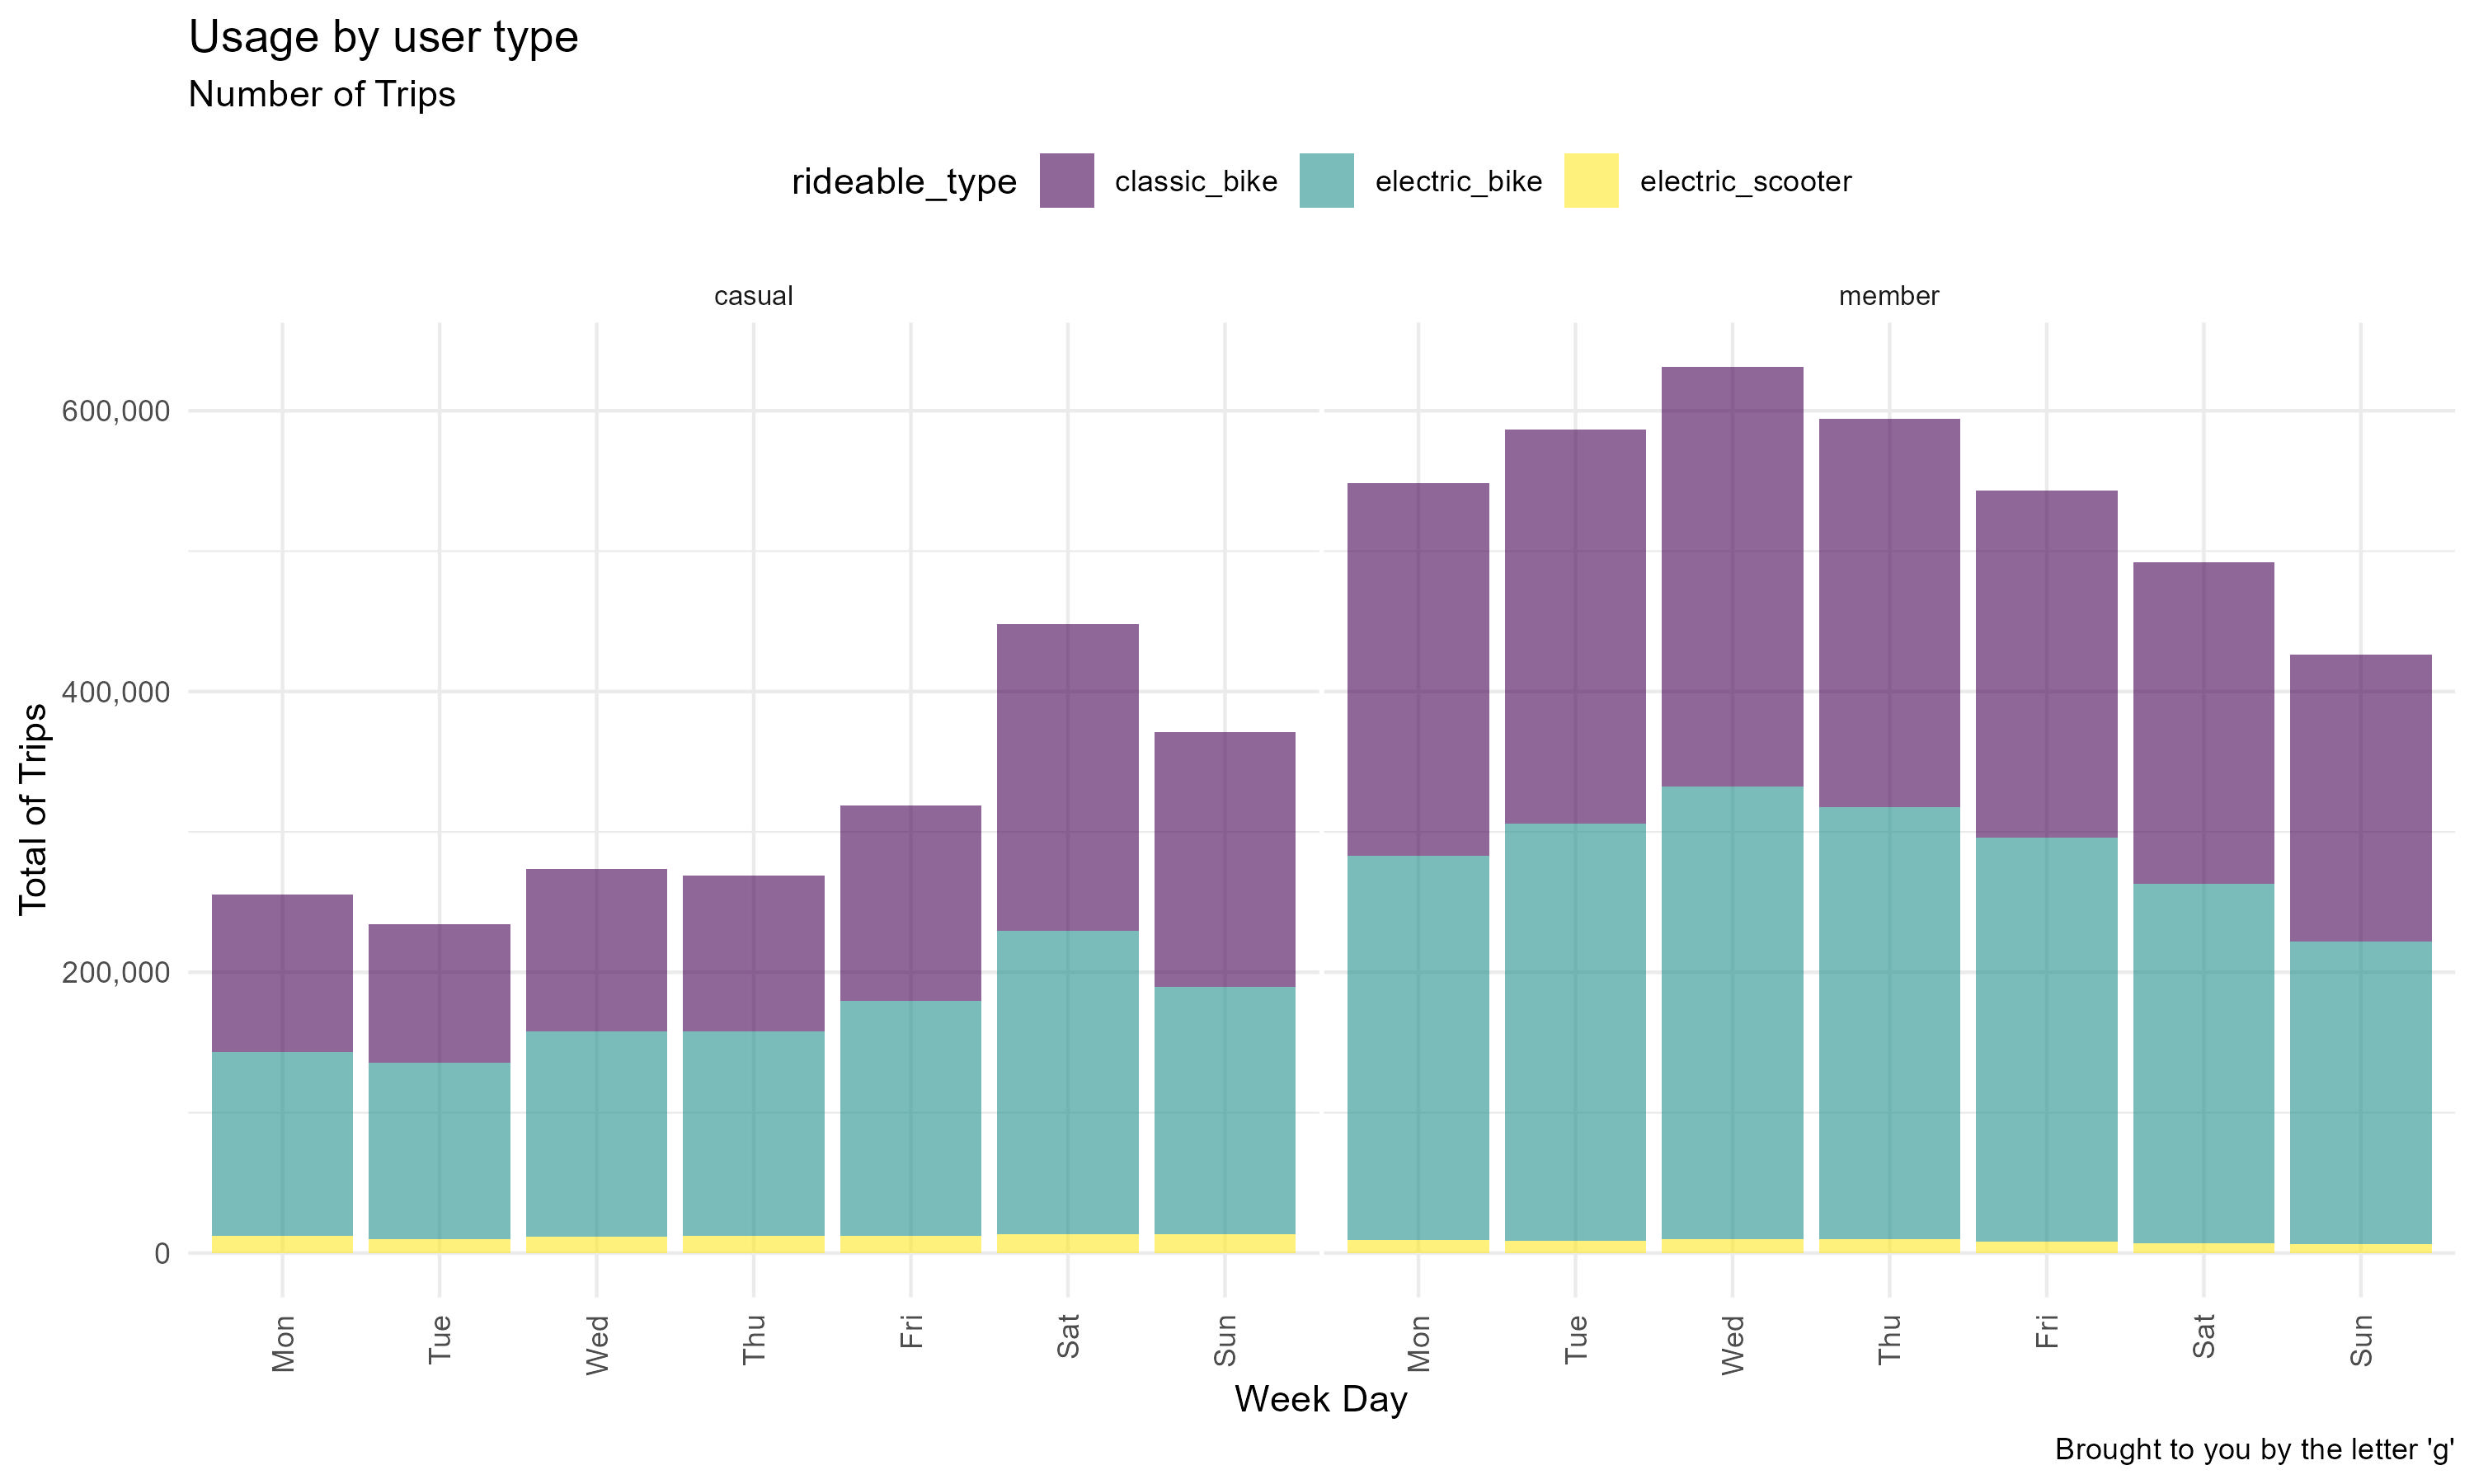 Usage by user type
Number of Trips
rideable_type classic_bike electric_bike electric_scooter
casual member
600,000
400,000
200,000
0
Total of Trips
Mon Tue Wed Thu Fri Sat Sun Mon Tue Wed Thu Fri Sat Sun
Week Day
Brought to you by the letter 'g'